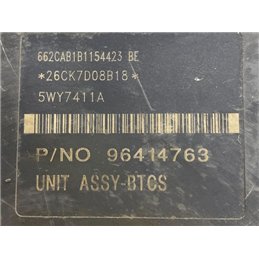 662CAB1B1154423 BE
*26CK7D08B18*
5WY7411A
P/NO 96414763
UNIT ASSY-BTCS